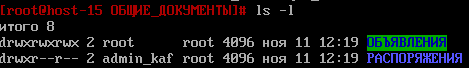 [root@host-15 ОБЩИЕ_ДОКУМЕНТЫ]# ls -l
итого 8
drwxrwxrwx 2 root      root 4096 ноя 11 12:19 ОБЪЯВЛЕНИЯ
drwxr--r-- 2 admin_kaf root 4096 ноя 11 12:19 РАСПОРЯЖЕНИЯ